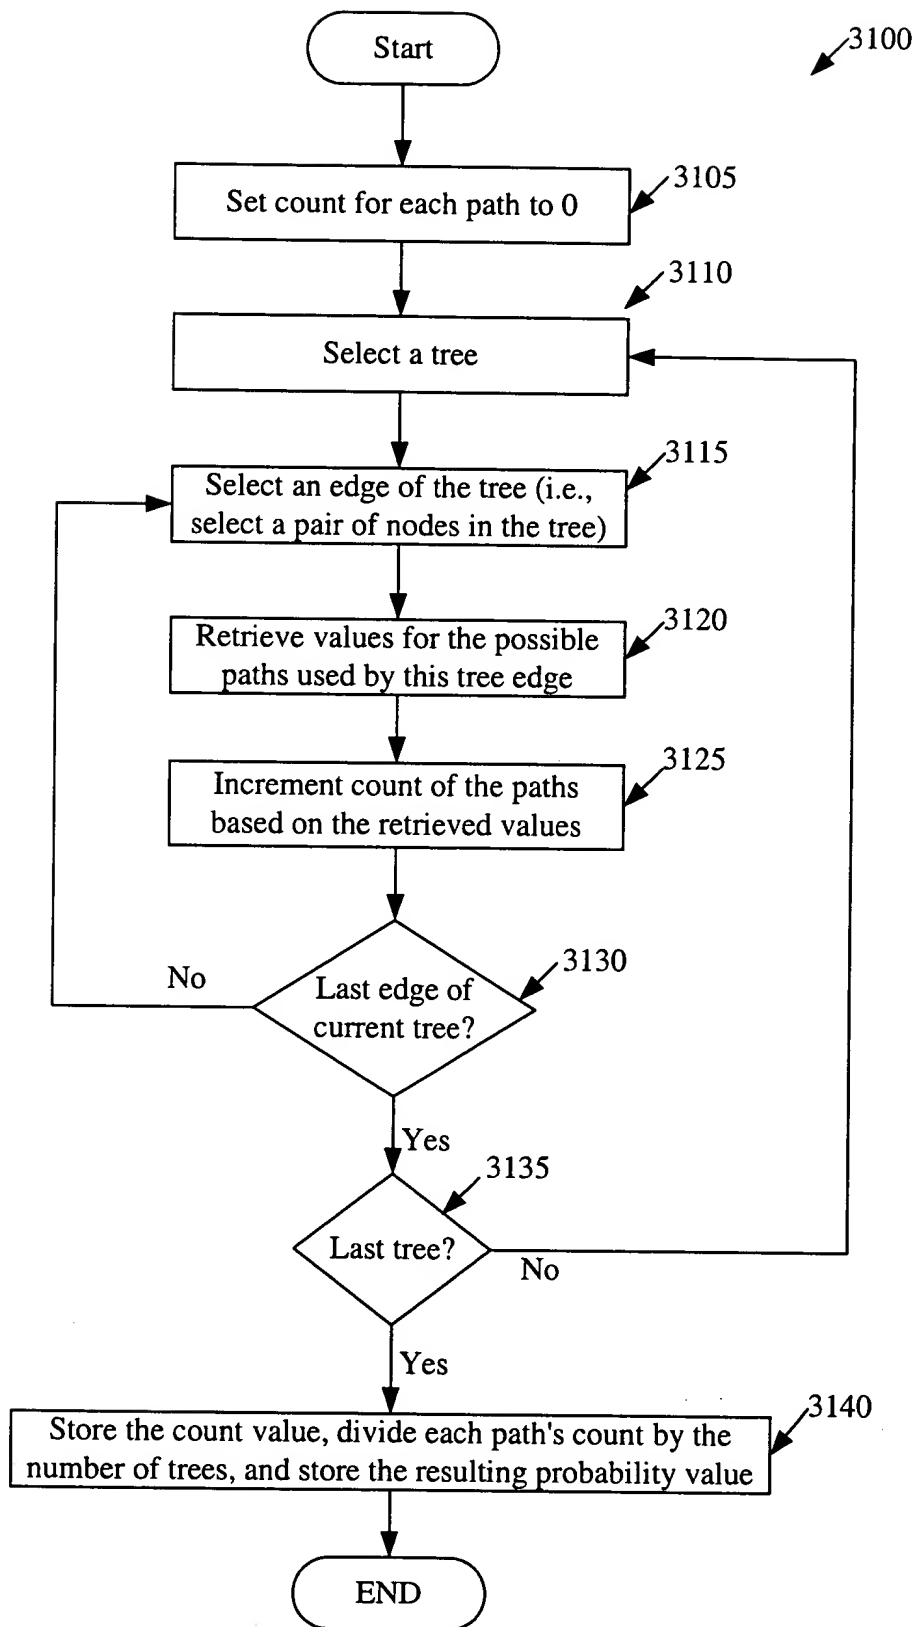 Start
3100
3105
Set count for each path to 0
3110
Select a tree
3115
Select an edge of the tree (i.e.,
select a pair of nodes in the tree)
3120
Retrieve values for the possible
paths used by this tree edge
3125
Increment count of the paths
based on the retrieved values
3130
No
Last edge of
current tree?
Yes
3135
Last tree?
No
Yes
3140
Store the count value, divide each path's count by the
number of trees, and store the resulting probability value
END